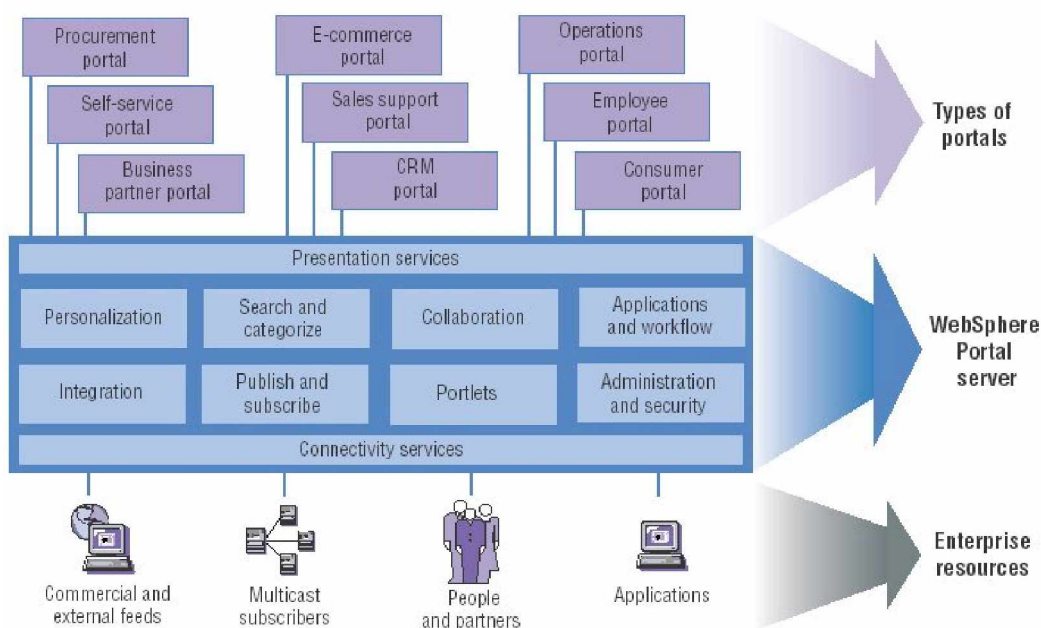 Procurement
portal
E-commerce
portal
Operations
portal
Self-service
portal
Sales support
portal
Employee
portal
Business
partner portal
CRM
portal
Consumer
portal
Types of
portals
Presentation services
Personalization
Search and
categorize
Collaboration
Applications
and workflow
Integration
Publish and
subscribe
Portlets
Administration
and security
Connectivity services
WebSphere
Portal
server
Commercial and
external feeds
Multicast
subscribers
People
and partners
Applications
Enterprise
resources